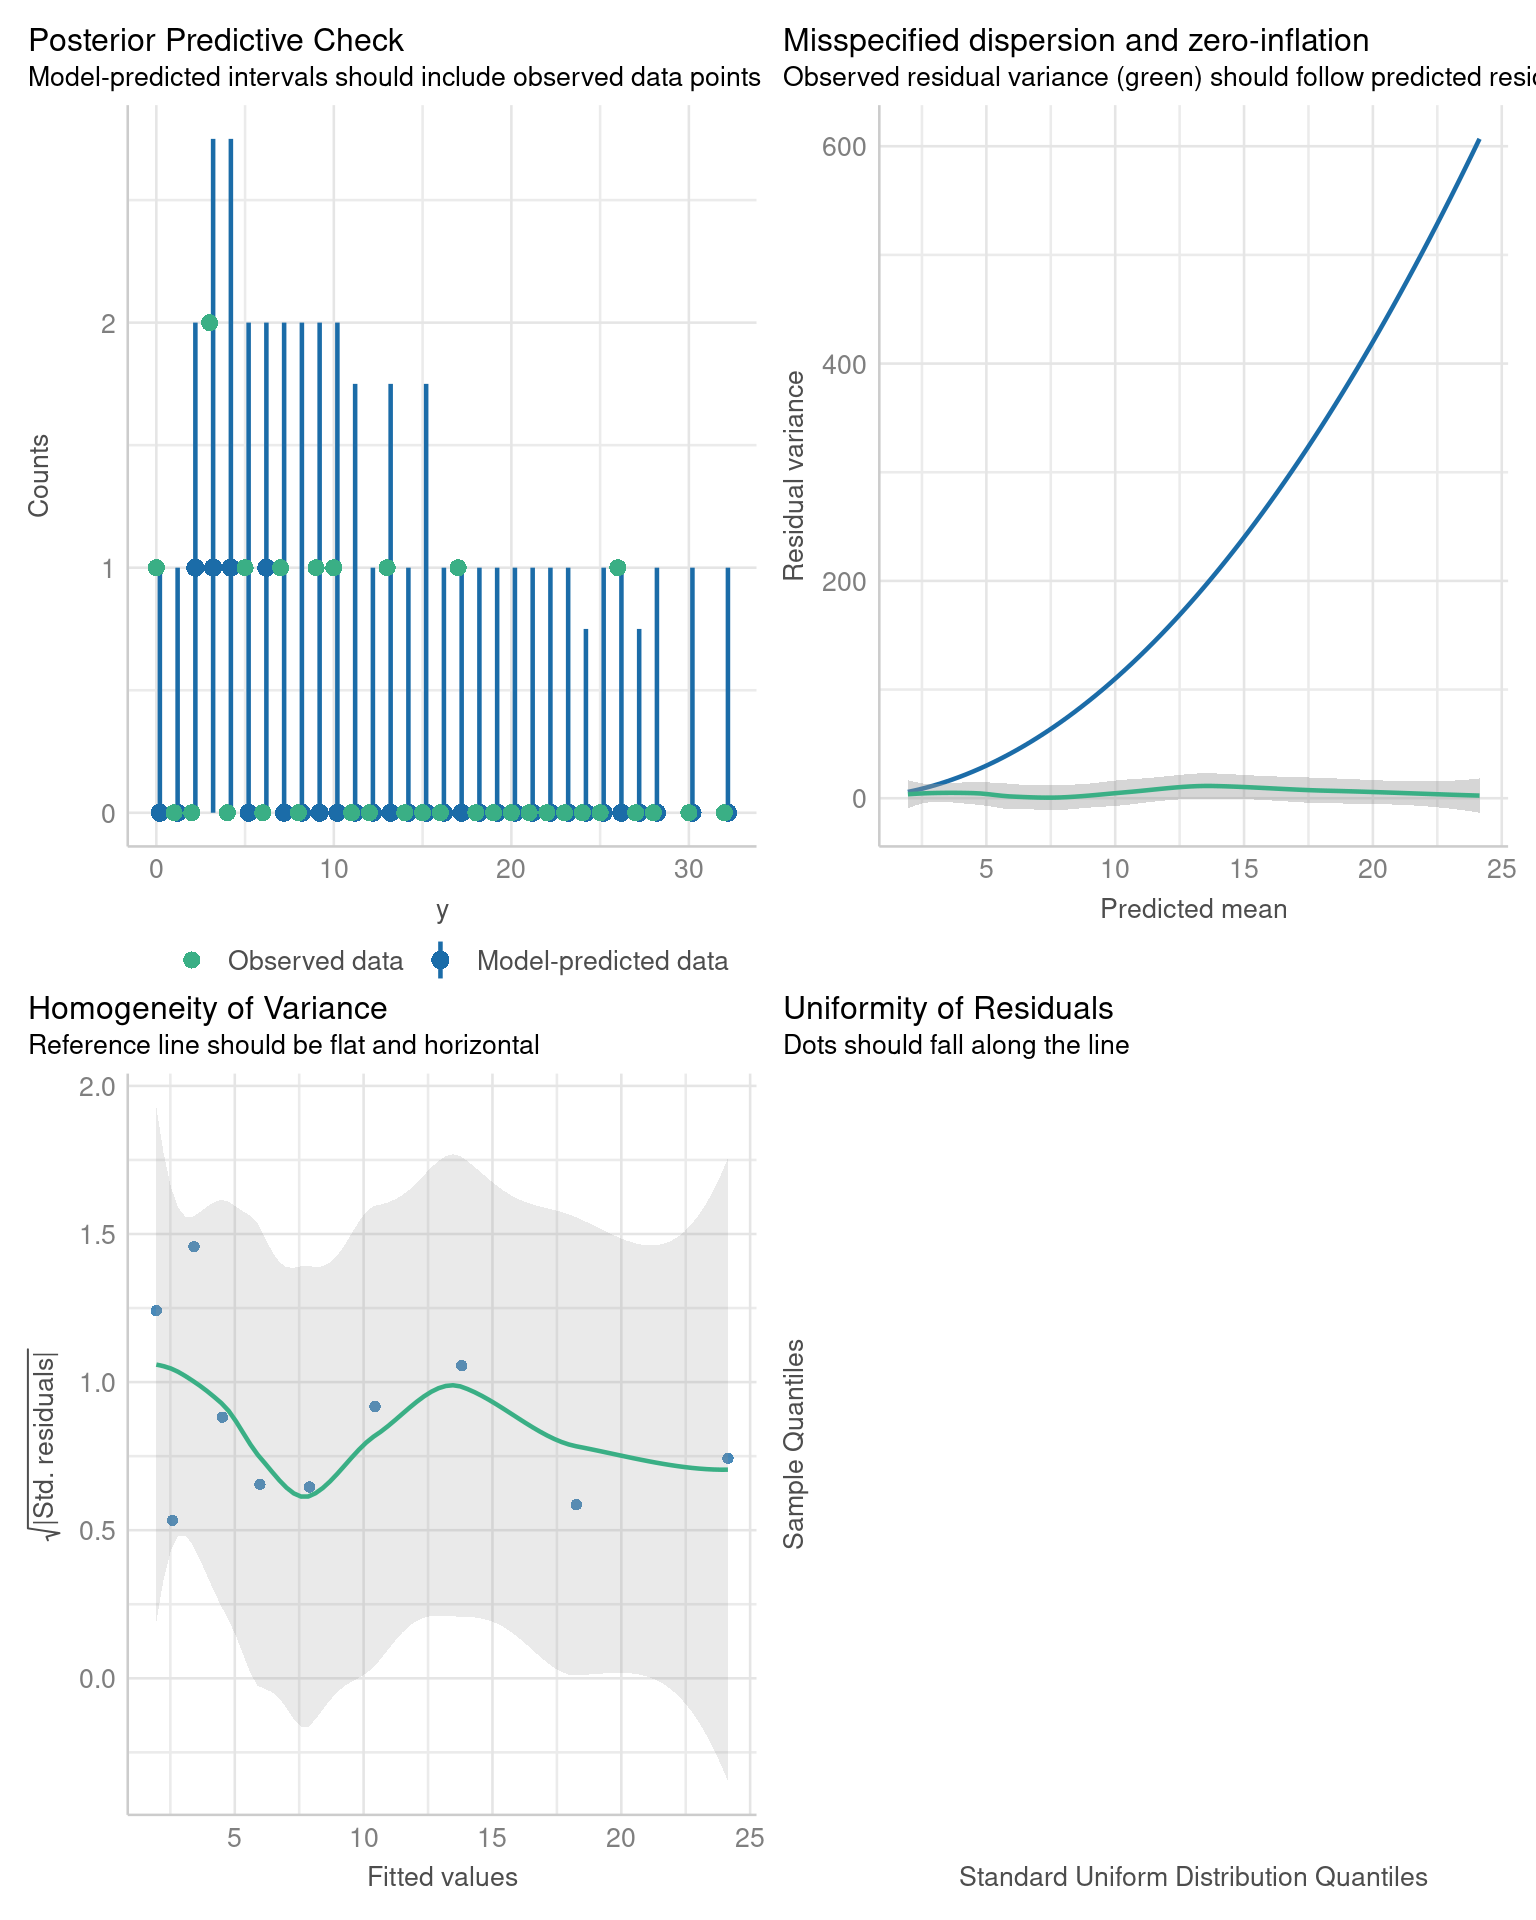 Posterior Predictive Check
Model-predicted intervals should include observed data points
Counts
2
1
0
0
10
20
30
y
Observed data
Model-predicted data
Misspecified dispersion and zero-inflation
Observed residual variance (green) should follow predicted resid
Residual variance
600
400
200
0
5
10
15
20
25
Predicted mean
Homogeneity of Variance
Reference line should be flat and horizontal
√|Std. residuals|
2.0
1.5
1.0
0.5
0.0
5
10
15
20
25
Fitted values
Uniformity of Residuals
Dots should fall along the line
Sample Quantiles
Standard Uniform Distribution Quantiles